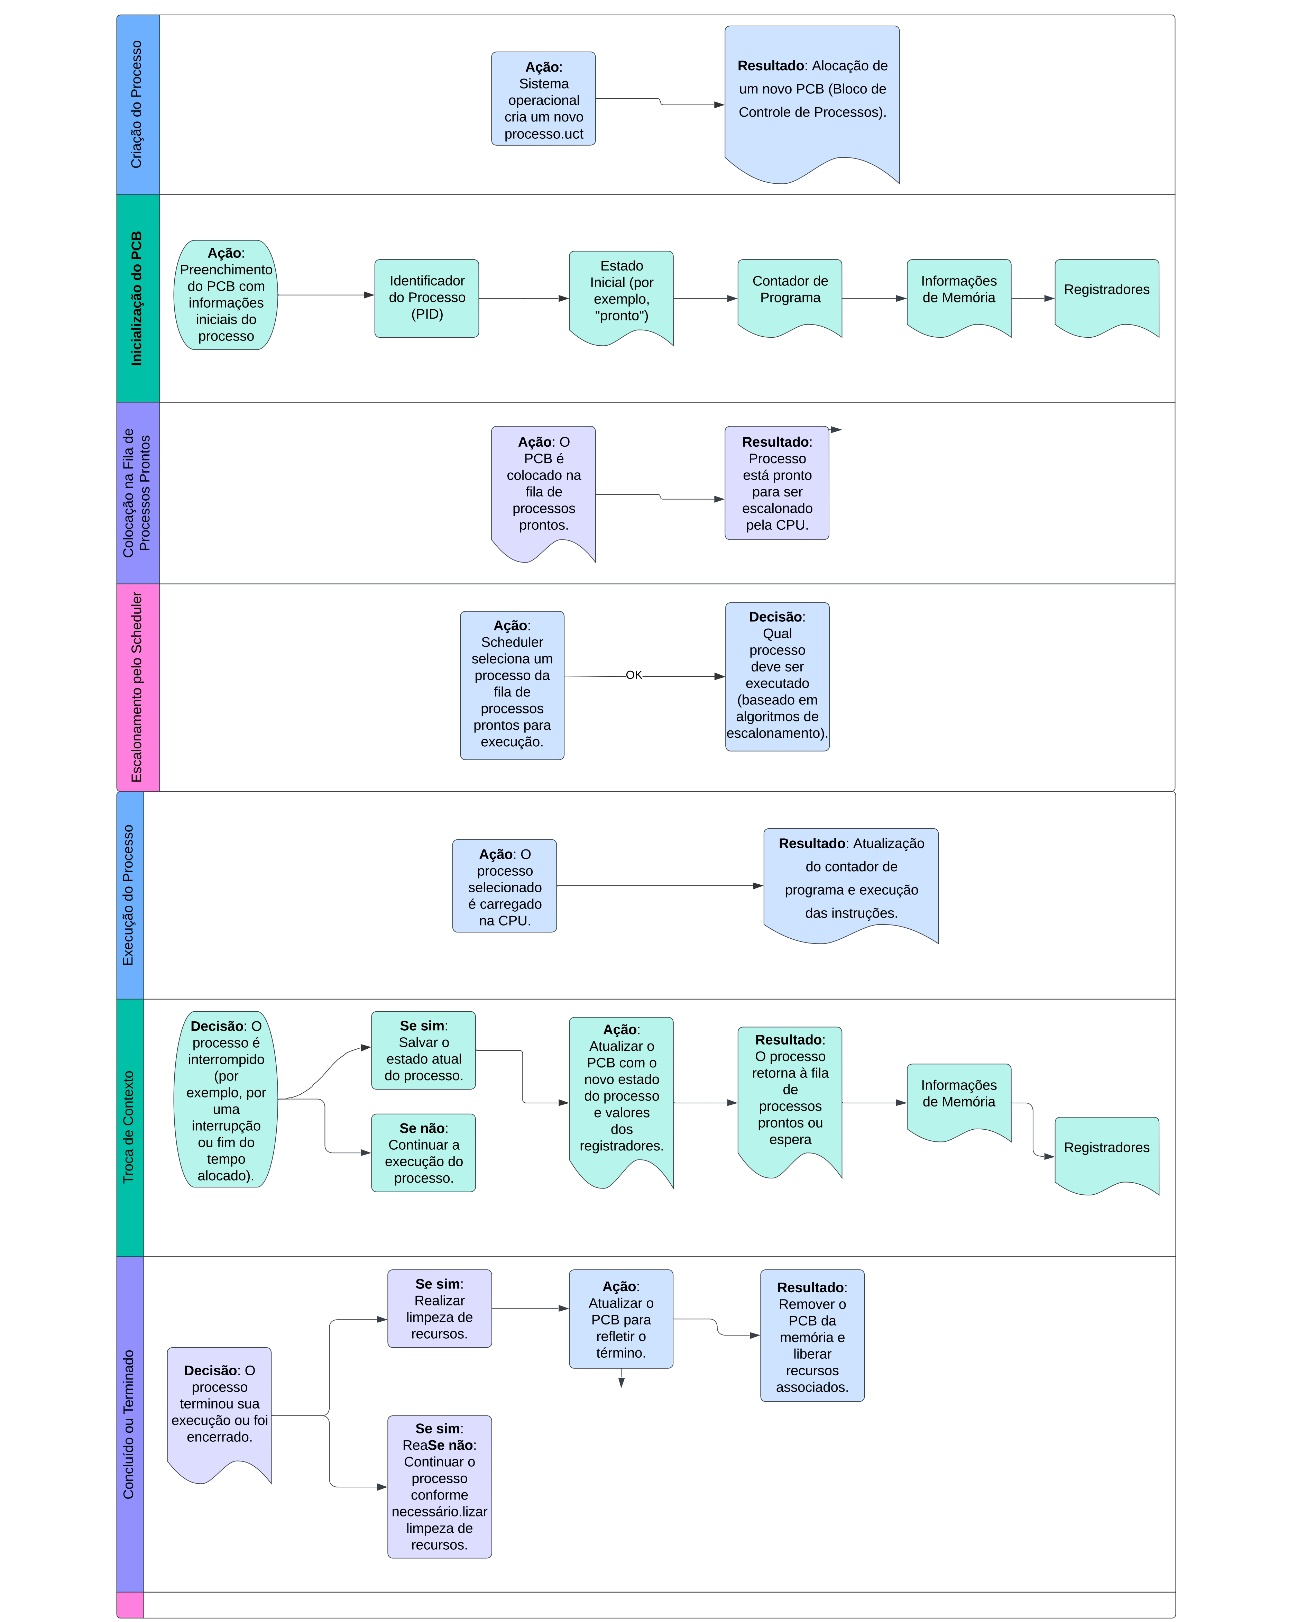 Criação do Processo
Ação:
Sistema
operacional
cria um novo
processo.uct
Resultado: Alocação de
um novo PCB (Bloco de
Controle de Processos).
Inicialização do PCB
Ação:
Preenchimento
do PCB com
informações
iniciais do
processo
Identificador
do Processo
(PID)
Estado
Inicial (por
exemplo,
"pronto")
Contador de
Programa
Informações
de Memória
Registradores
Colocação na Fila de
Processos Prontos
Ação: O
PCB é
colocado na
fila de
processos
prontos.
Resultado:
Processo
está pronto
para ser
escalonado
pela CPU.
Escalonamento pelo Scheduler
Ação:
Scheduler
seleciona um
processo da
fila de
processos
prontos para
execução.
OK
Decisão:
Qual
processo
deve ser
executado
(baseado em
algoritmos de
escalonamento).
Execução do Processo
Ação: O
processo
selecionado
é carregado
na CPU.
Resultado: Atualização
do contador de
programa e execução
das instruções.
Troca de Contexto
Decisão: O
processo é
interrompido
(por
exemplo, por
uma
interrupção
ou fim do
tempo
alocado).
Se sim:
Salvar o
estado atual
do processo.
Se não:
Continuar a
execução do
processo.
Ação:
Atualizar o
PCB com o
novo estado
do processo
e valores
dos
registradores.
Resultado:
O processo
retorna à fila
de
processos
prontos ou
espera
Informações
de Memória
Registradores
Concluído ou Terminado
Decisão: O
processo
terminou sua
execução ou foi
encerrado.
Se sim:
Realizar
limpeza de
recursos.
Se sim:
ReaSe não:
Continuar o
processo
conforme
necessário.lizar
limpeza de
recursos.
Ação:
Atualizar o
PCB para
refletir o
término.
Resultado:
Remover o
PCB da
memória e
liberar
recursos
associados.